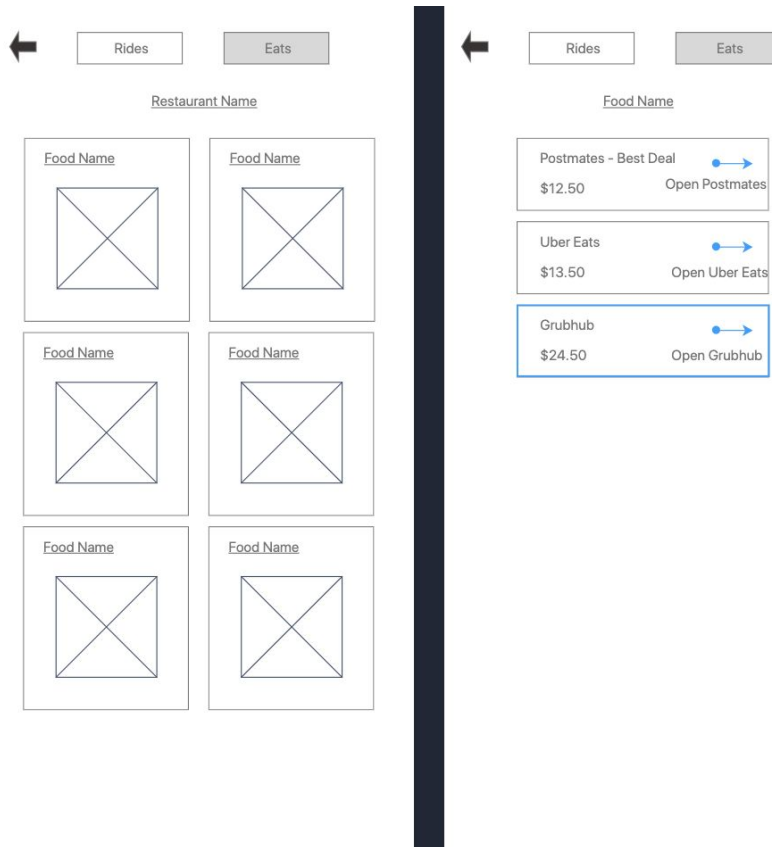 Rides Eats
Restaurant Name
Food Name Food Name
Food Name Food Name
Food Name Food Name
Rides Eats
Food Name
Postmates - Best Deal
$12.50 Open Postmates
Uber Eats
$13.50 Open Uber Eats
Grubhub
$24.50 Open Grubhub